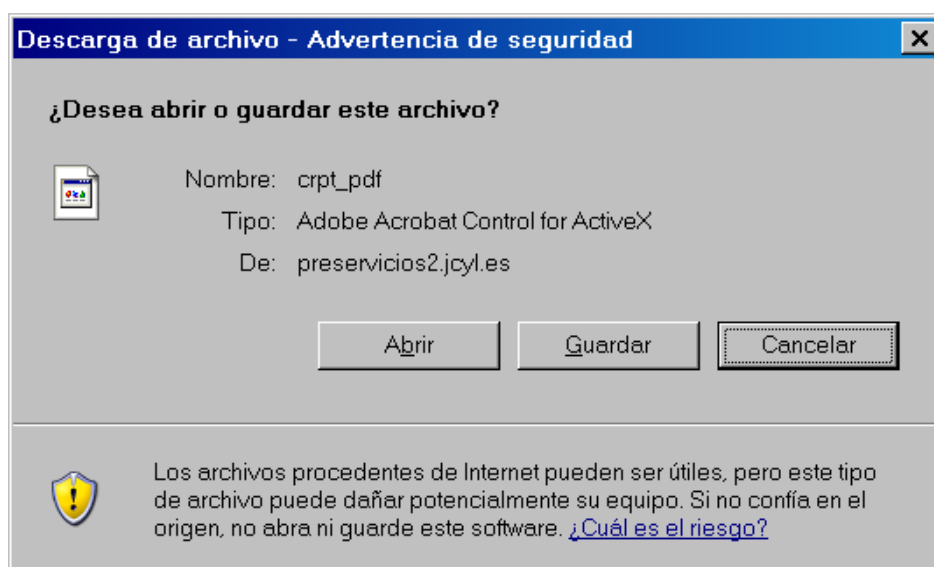 Descarga de archivo - Advertencia de seguridad
¿Desea abrir o guardar este archivo?
Nombre: crpt_pdf
Tipo: Adobe Acrobat Control for ActiveX
De: preservicios2.jcyl.es
Abrir Guardar Cancelar
Los archivos procedentes de Internet pueden ser útiles, pero este tipo
de archivo puede dañar potencialmente su equipo. Si no confía en el
origen, no abra ni guarde este software. ¿Cuál es el riesgo?